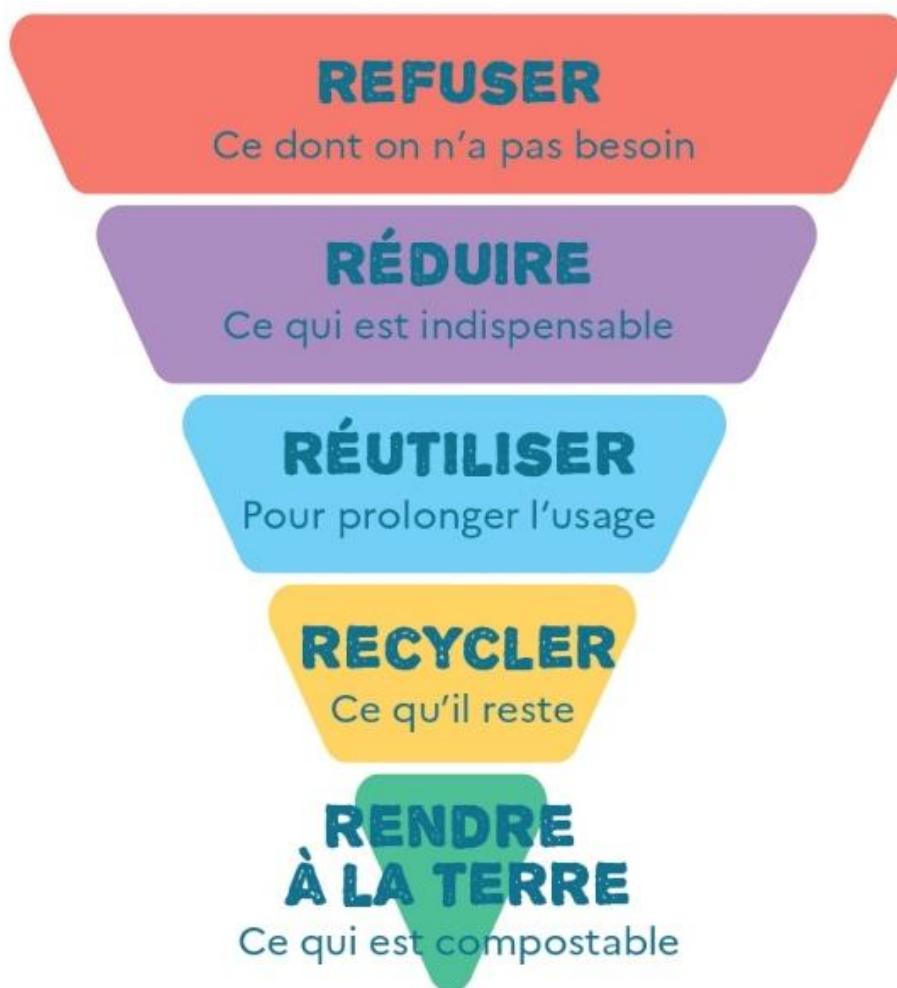 REFUSER
Ce dont on n'a pas besoin
RÉDUIRE
Ce qui est indispensable
RÉUTILISER
Pour prolonger l'usage
RECYCLER
Ce qu'il reste
RENDRE
À LA TERRE
Ce qui est compostable